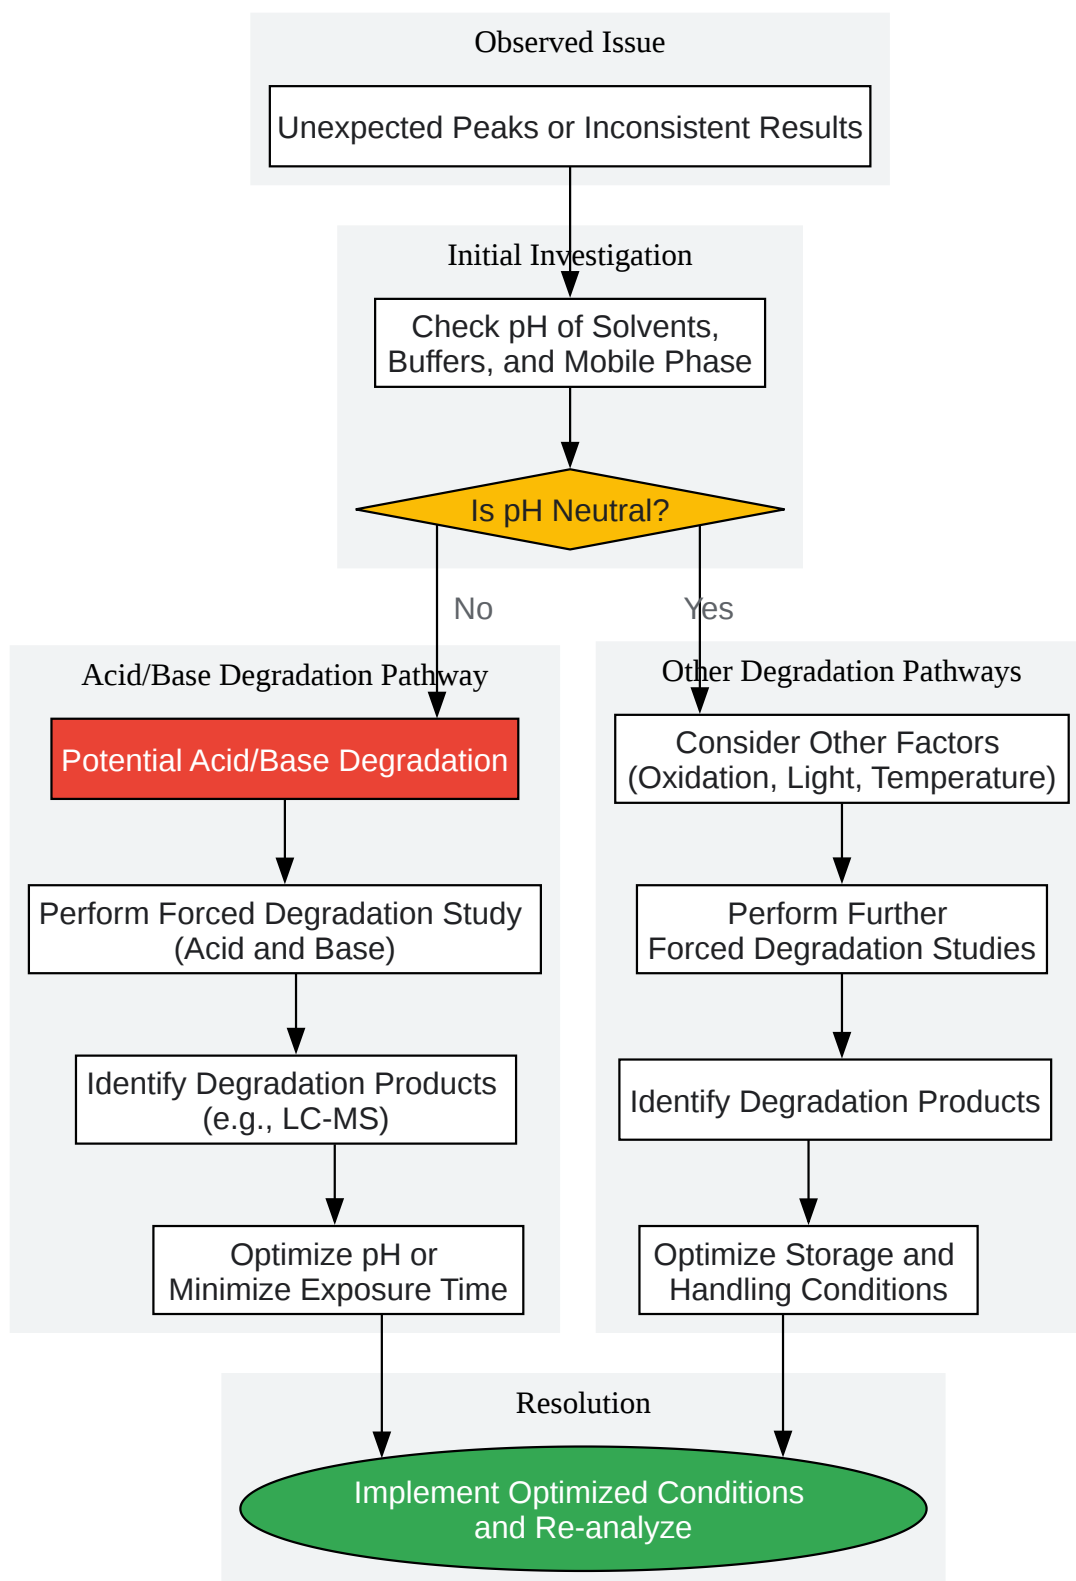 Observed Issue
Unexpected Peaks or Inconsistent Results
Initial Investigation
Check pH of Solvents,
Buffers, and Mobile Phase
Is pH Neutral?
No
Yes
Acid/Base Degradation Pathway
Potential Acid/Base Degradation
Perform Forced Degradation Study
(Acid and Base)
Identify Degradation Products
(e.g., LC-MS)
Optimize pH or
Minimize Exposure Time
Other Degradation Pathways
Consider Other Factors
(Oxidation, Light, Temperature)
Perform Further
Forced Degradation Studies
Identify Degradation Products
Optimize Storage and
Handling Conditions
Resolution
Implement Optimized Conditions
and Re-analyze